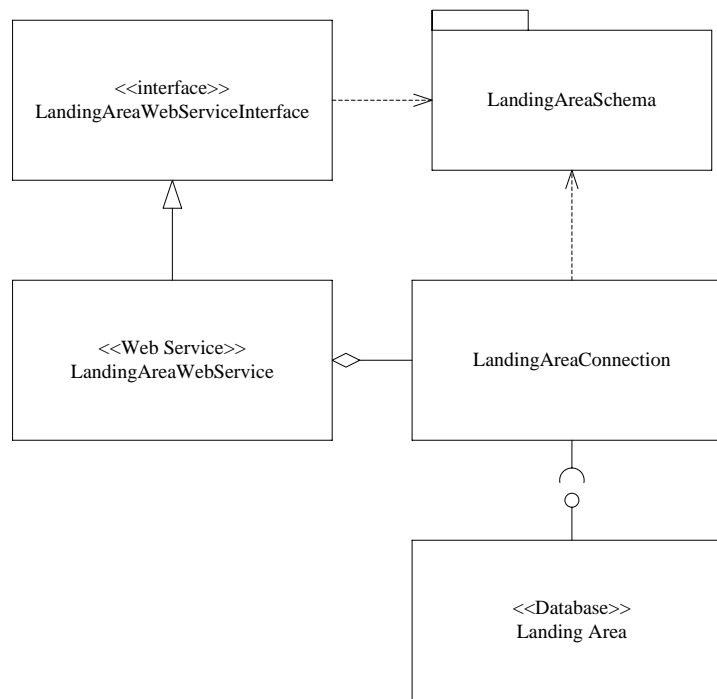 <<interface>>
LandingAreaWebServiceInterface
LandingAreaSchema
<<Web Service>>
LandingAreaWebService
LandingAreaConnection
<<Database>>
Landing Area